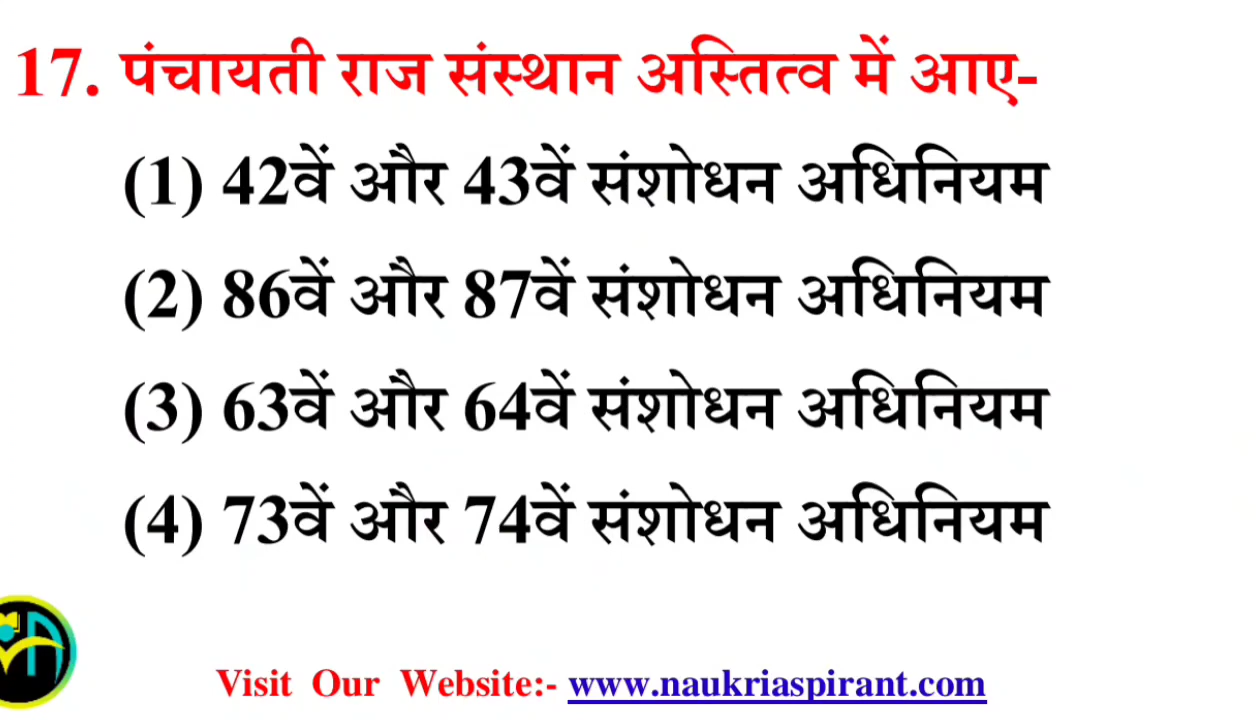 17. पंचायती राज संस्थान अस्तित्व में आए-
(1) 42वें और 43वें संशोधन अधिनियम
(2) 86वें और 87वें संशोधन अधिनियम
(3) 63वें और 64वें संशोधन अधिनियम
(4) 73वें और 74वें संशोधन अधिनियम
Visit Our Website:- www.naukriaspirant.com